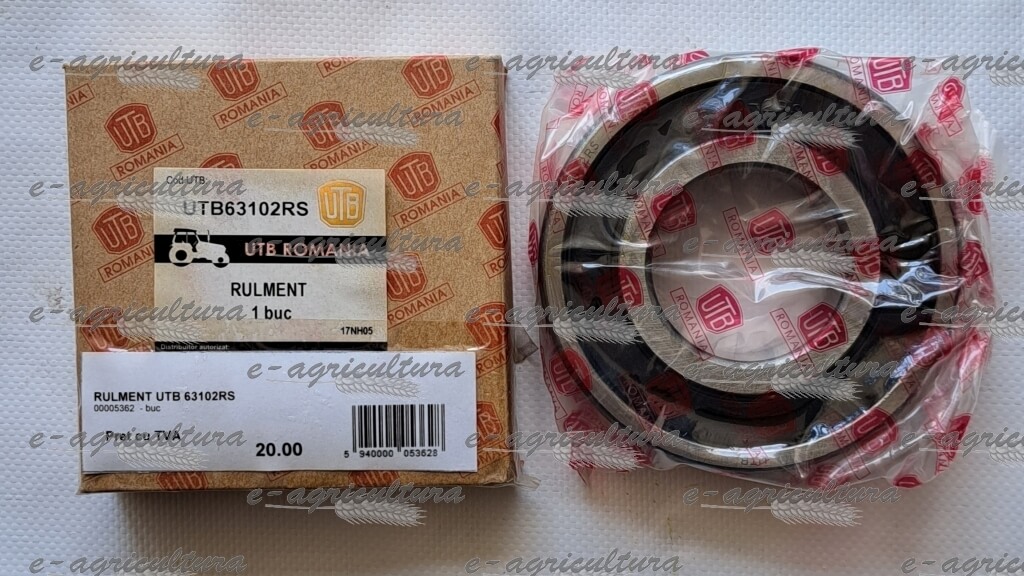 Cod UTB:
UTB63102RS
UTB
UTB ROMANIA
RULMENT
1 buc
17NH05
Distribuitor autorizat
RULMENT UTB 63102RS
00005362 - buc
Pret cu TVA
20.00
5 940000 053628
UTB
ROMANIA
e-agricultura